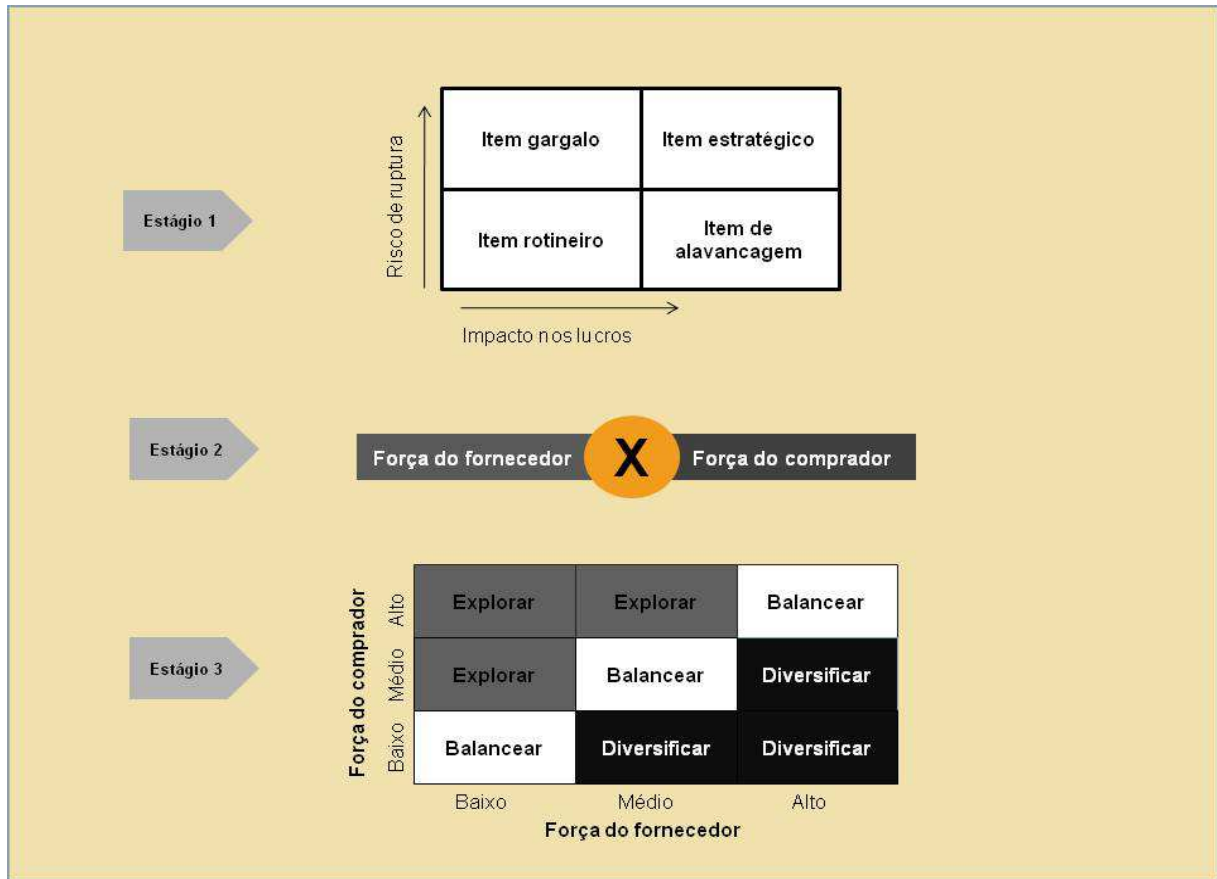 Risco de ruptura
Item gargalo
Item estratégico
Estágio 1
Item rotineiro
Item de
alavancagem
Impacto nos lucros
Estágio 2
Força do fornecedor
X
Força do comprador
Estágio 3
Força do comprador
Alto
Explorar
Explorar
Balancear
Médio
Explorar
Balancear
Diversificar
Baixo
Balancear
Diversificar
Diversificar
Baixo
Médio
Alto
Força do fornecedor